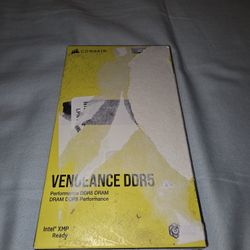 CORSAIR
VENGEANCE DDR5
Performance DDR5 DRAM
DRAM DDR5 Performance
Intel® XMP
Ready